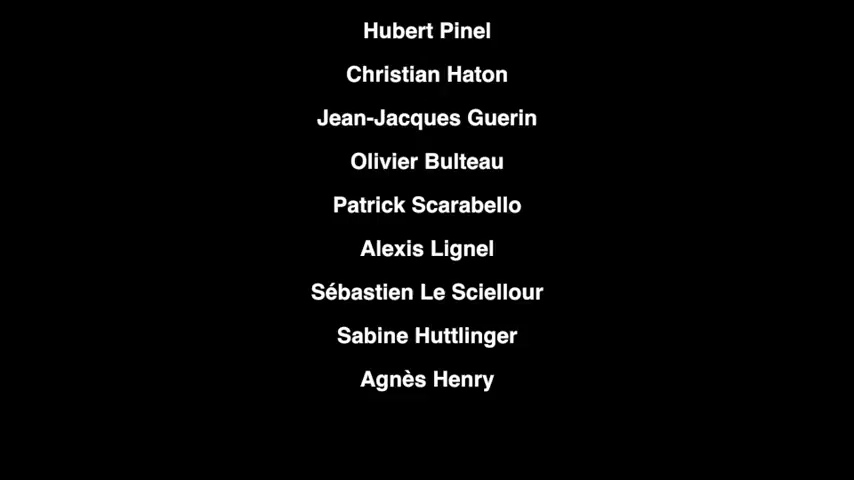 Hubert Pinel
Christian Haton
Jean-Jacques Guerin
Olivier Bulteau
Patrick Scarabello
Alexis Lignel
Sébastien Le Sciellour
Sabine Huttlinger
Agnès Henry